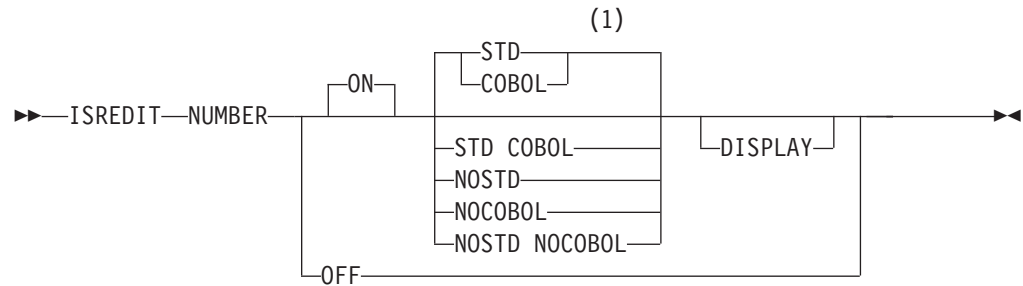 (1)
STD
ON COBOL
ISREDIT NUMBER
STD COBOL DISPLAY
NOSTD
NOCOBOL
NOSTD NOCOBOL
OFF